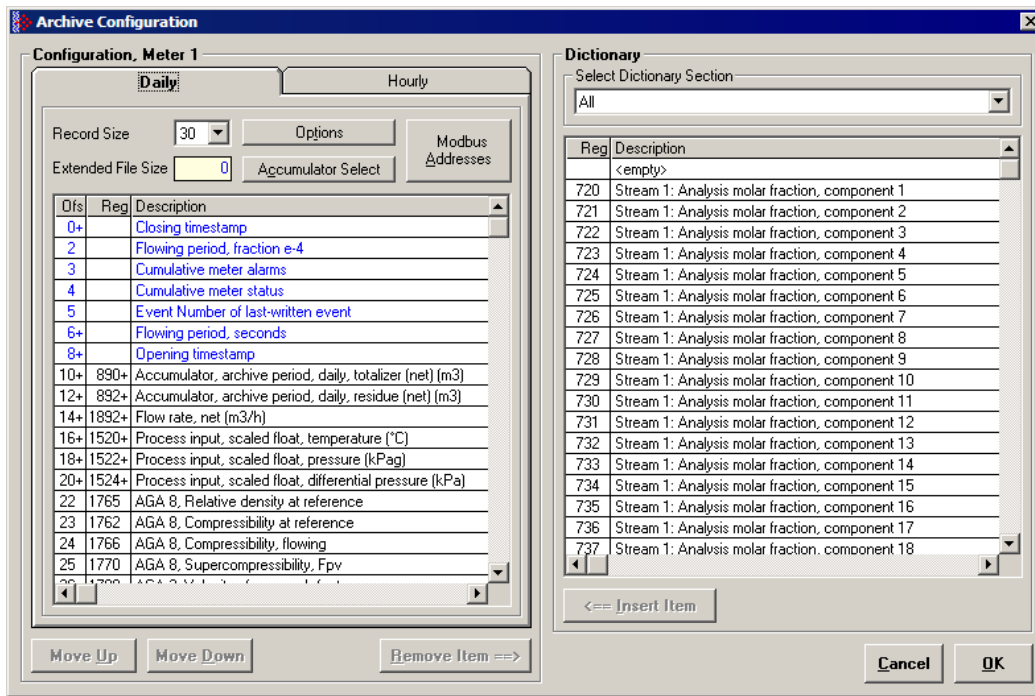 Archive Configuration
Configuration, Meter 1
Daily
Hourly
Record Size 30
Options
Modbus Addresses
Extended File Size 0
Accumulator Select
Ofs Reg Description
0+ Closing timestamp
2 Flowing period, fraction e-4
3 Cumulative meter alarms
4 Cumulative meter status
5 Event Number of last-written event
6+ Flowing period, seconds
8+ Opening timestamp
10+ 890+ Accumulator, archive period, daily, totalizer (net) (m3)
12+ 892+ Accumulator, archive period, daily, residue (net) (m3)
14+ 1892+ Flow rate, net (m3/h)
16+ 1520+ Process input, scaled float, temperature (°C)
18+ 1522+ Process input, scaled float, pressure (kPag)
20+ 1524+ Process input, scaled float, differential pressure (kPa)
22 1765 AGA 8, Relative density at reference
23 1762 AGA 8, Compressibility at reference
24 1766 AGA 8, Compressibility, flowing
25 1770 AGA 8, Supercompressibility, Fpv
Move Up
Move Down
Remove Item ==>
Dictionary
Select Dictionary Section
All
Reg Description
<empty>
720 Stream 1: Analysis molar fraction, component 1
721 Stream 1: Analysis molar fraction, component 2
722 Stream 1: Analysis molar fraction, component 3
723 Stream 1: Analysis molar fraction, component 4
724 Stream 1: Analysis molar fraction, component 5
725 Stream 1: Analysis molar fraction, component 6
726 Stream 1: Analysis molar fraction, component 7
727 Stream 1: Analysis molar fraction, component 8
728 Stream 1: Analysis molar fraction, component 9
729 Stream 1: Analysis molar fraction, component 10
730 Stream 1: Analysis molar fraction, component 11
731 Stream 1: Analysis molar fraction, component 12
732 Stream 1: Analysis molar fraction, component 13
733 Stream 1: Analysis molar fraction, component 14
734 Stream 1: Analysis molar fraction, component 15
735 Stream 1: Analysis molar fraction, component 16
736 Stream 1: Analysis molar fraction, component 17
737 Stream 1: Analysis molar fraction, component 18
<== Insert Item
Cancel
OK